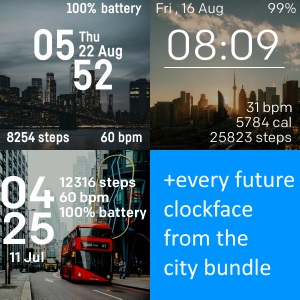 100% battery
05 Thu
22 Aug
52
8254 steps 60 bpm
Fri, 16 Aug 99%
08:09
31 bpm
5784 cal
25823 steps
04
25
12316 steps
60 bpm
100% battery
11 Jul
+every future
clockface
from the
city bundle